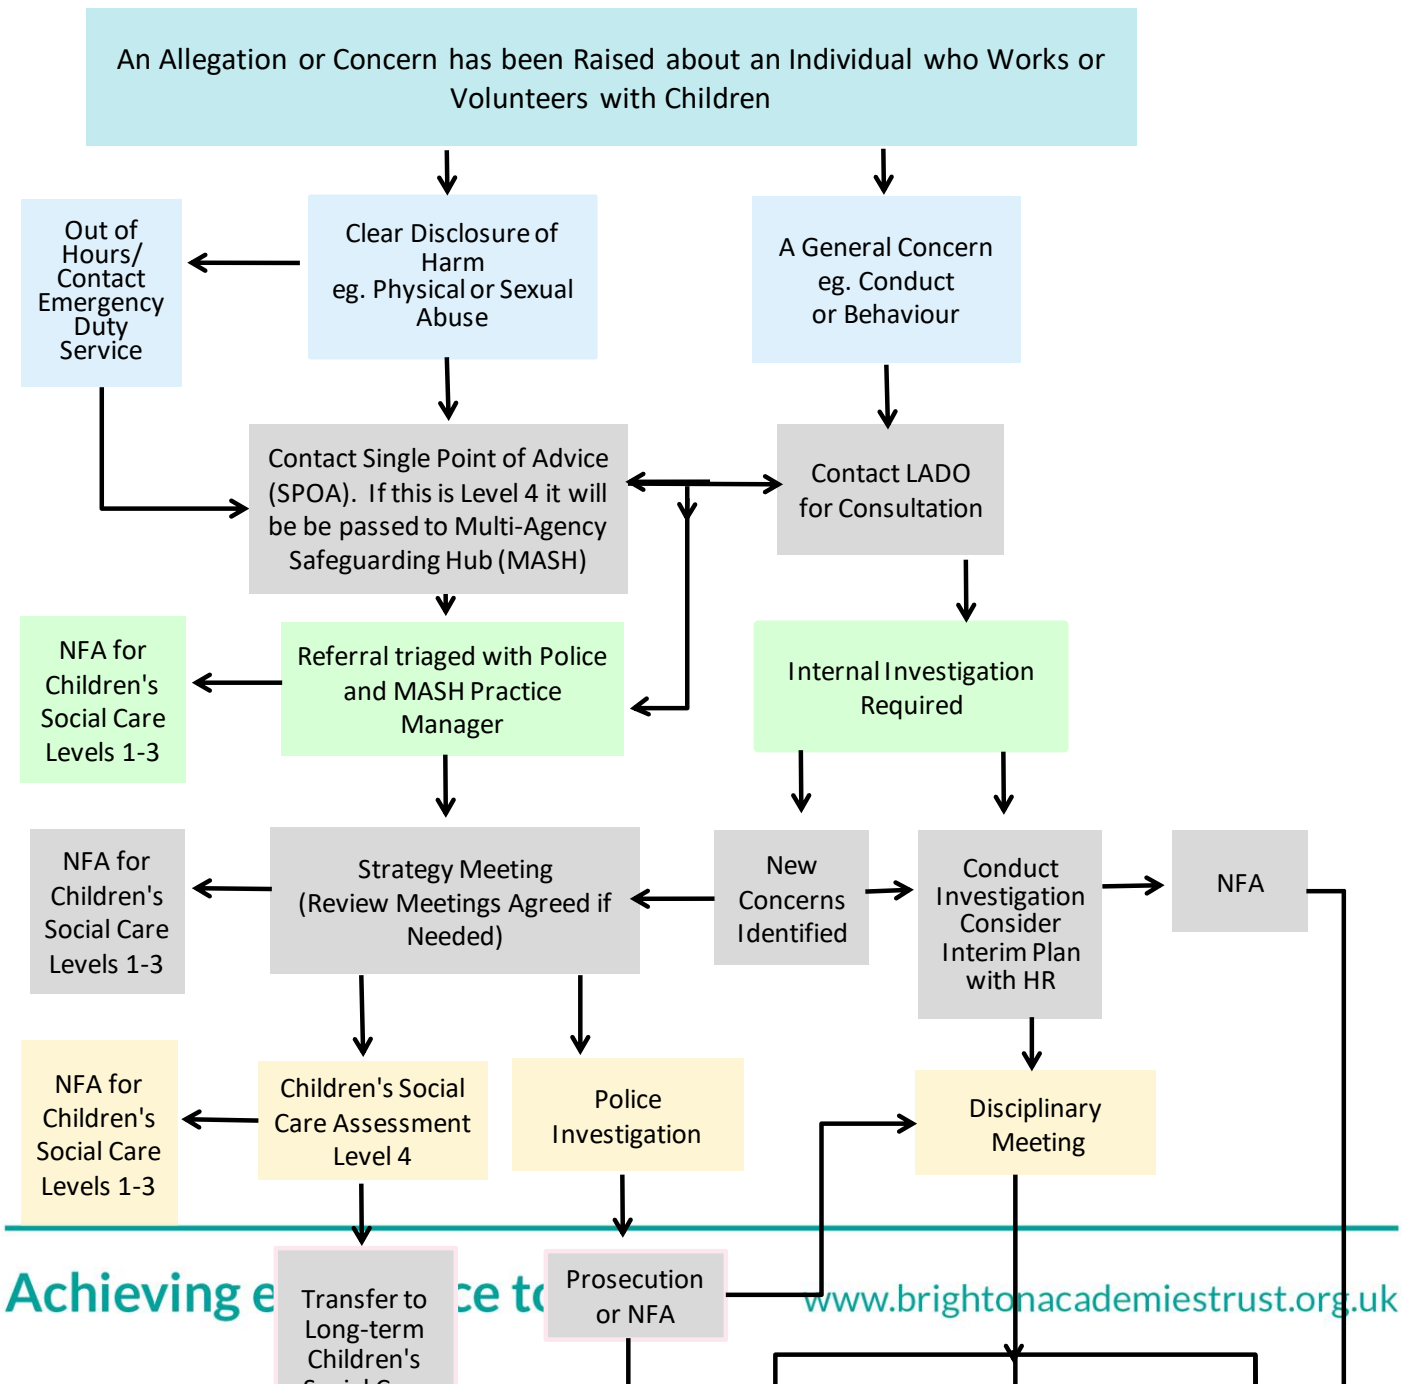 An Allegation or Concern has been Raised about an Individual who Works or
Volunteers with Children
Out of
Hours/
Contact
Emergency
Duty
Service
Clear Disclosure of
Harm
eg. Physical or Sexual
Abuse
A General Concern
eg. Conduct
or Behaviour
Contact Single Point of Advice
(SPOA). If this is Level 4 it will
be be passed to Multi-Agency
Safeguarding Hub (MASH)
Contact LADO
for Consultation
NFA for
Children's
Social Care
Levels 1-3
Referral triaged with Police
and MASH Practice
Manager
Internal Investigation
Required
NFA for
Children's
Social Care
Levels 1-3
Strategy Meeting
(Review Meetings Agreed if
Needed)
New
Concerns
Identified
Conduct
Investigation
Consider
Interim Plan
with HR
NFA
NFA for
Children's
Social Care
Levels 1-3
Children's Social
Care Assessment
Level 4
Police
Investigation
Disciplinary
Meeting
Achieving
Transfer to
Long-term
Children's
Prosecution
or NFA
www.brightonacademiestrust.org.uk